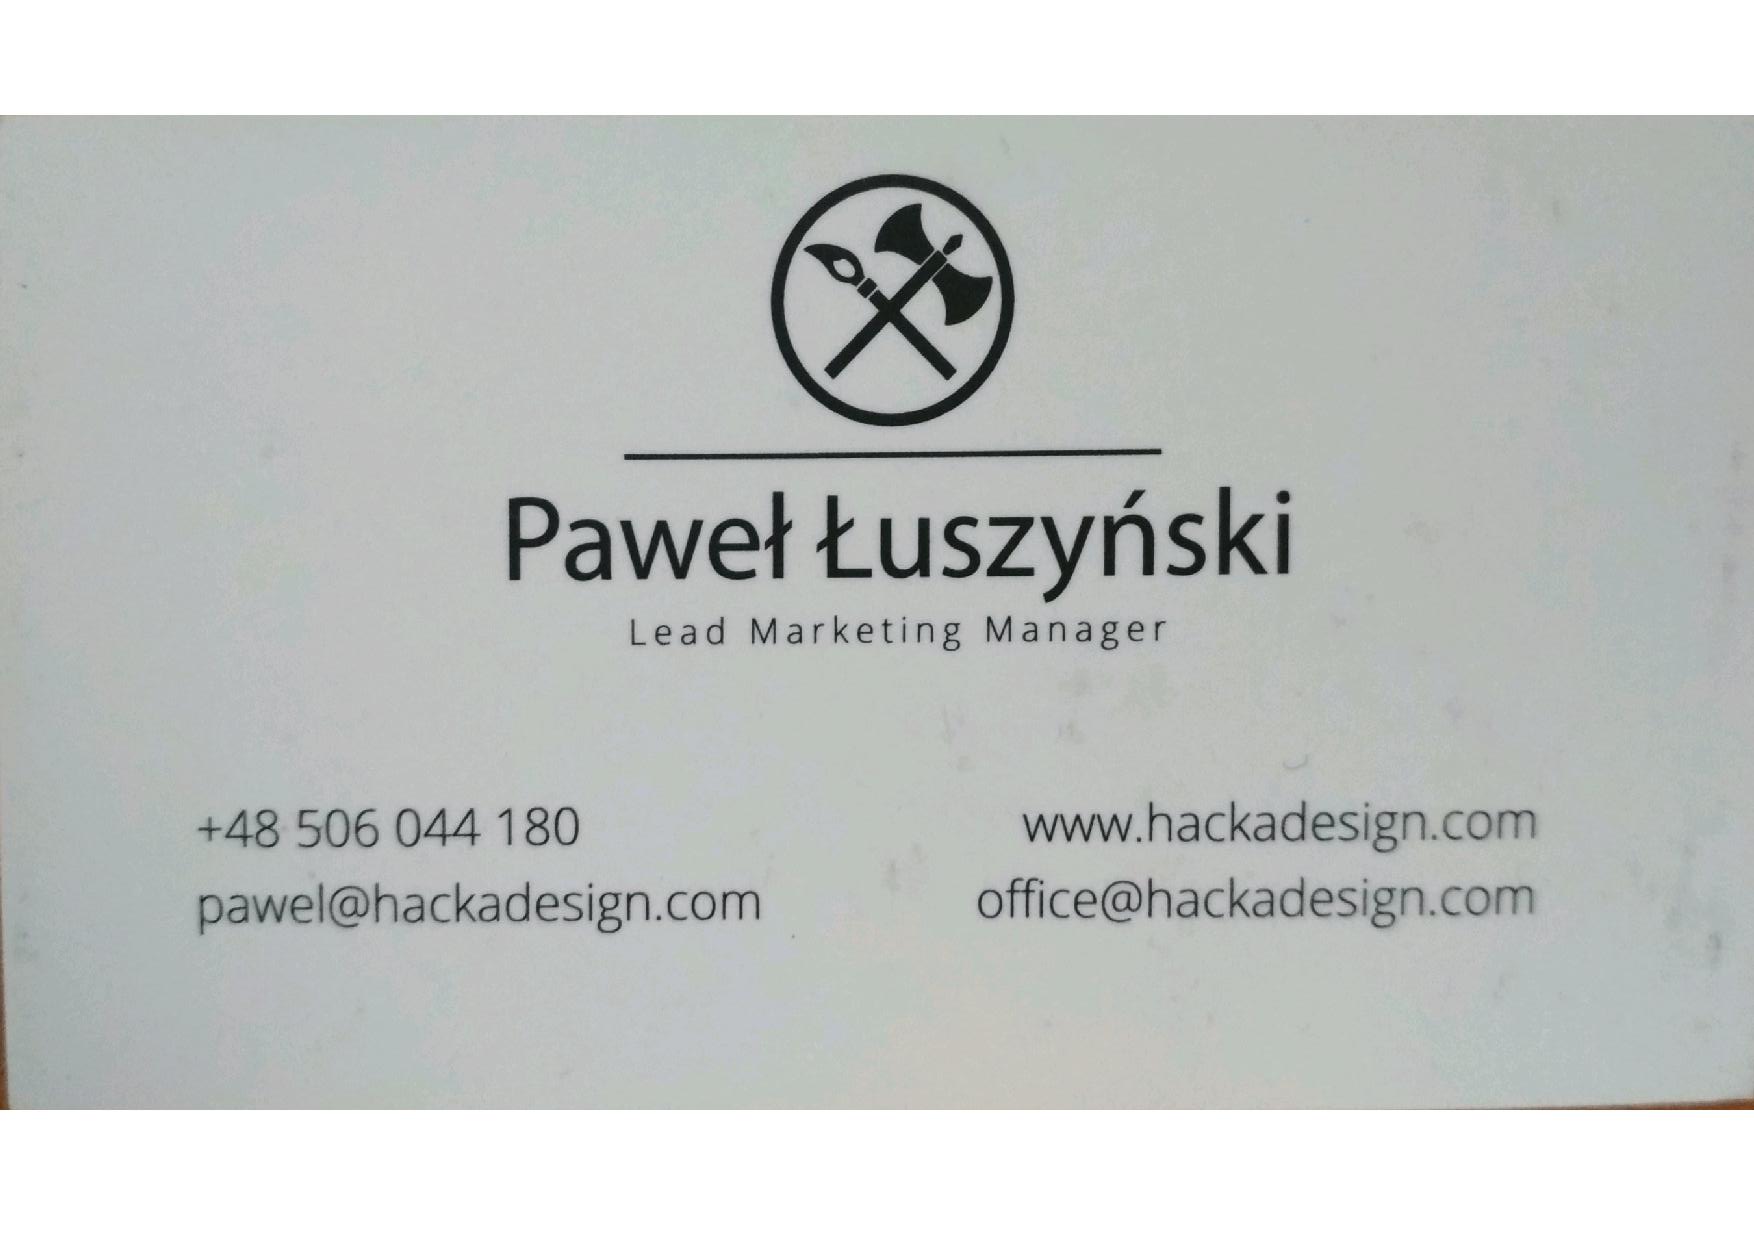 Paweł Łuszyński
Lead Marketing Manager
+48 506 044 180
pawel@hackadesign.com
www.hackadesign.com
office@hackadesign.com